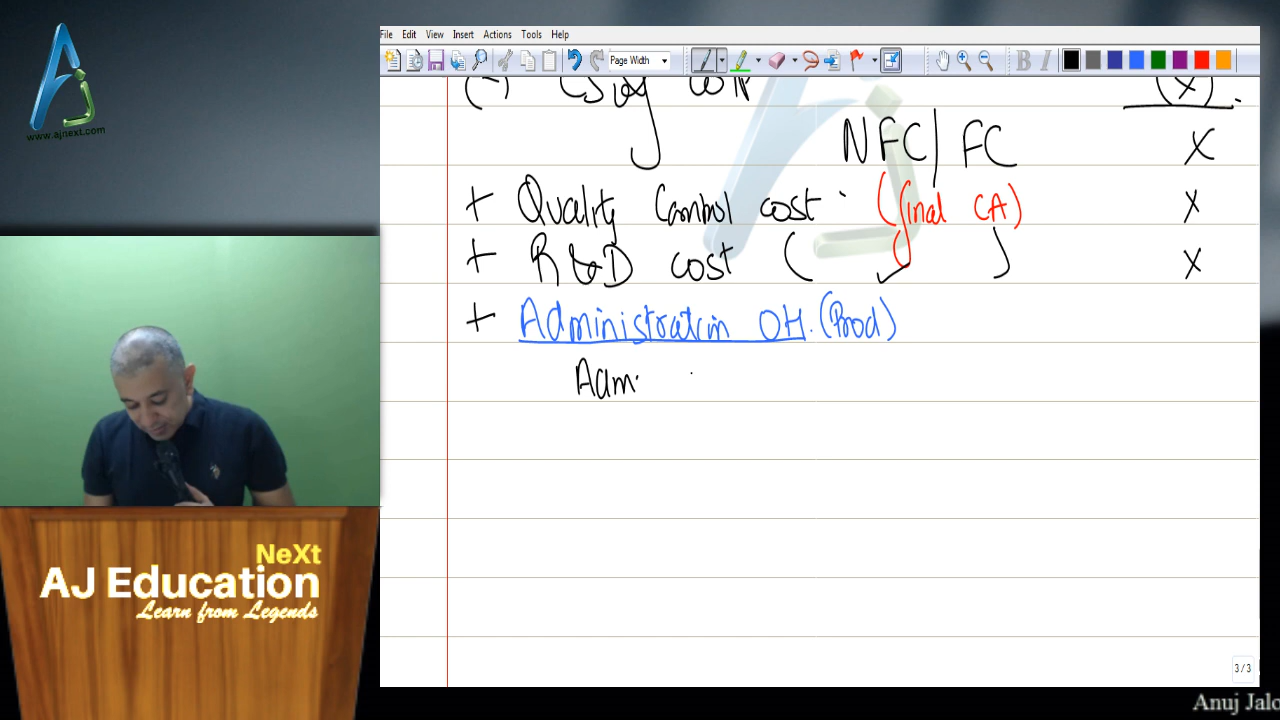 www.ajnext.com
File Edit View Insert Actions Tools Help
Page Width
B I
(-)
(X).
NFC | FC X
+ Quality Control cost (final CA) X
+ R & D cost ( ✓ ) X
+ Administration OH. (Prod)
Adm.
NeXt
AJ Education
Learn from Legends
3/3
Anuj Jalo